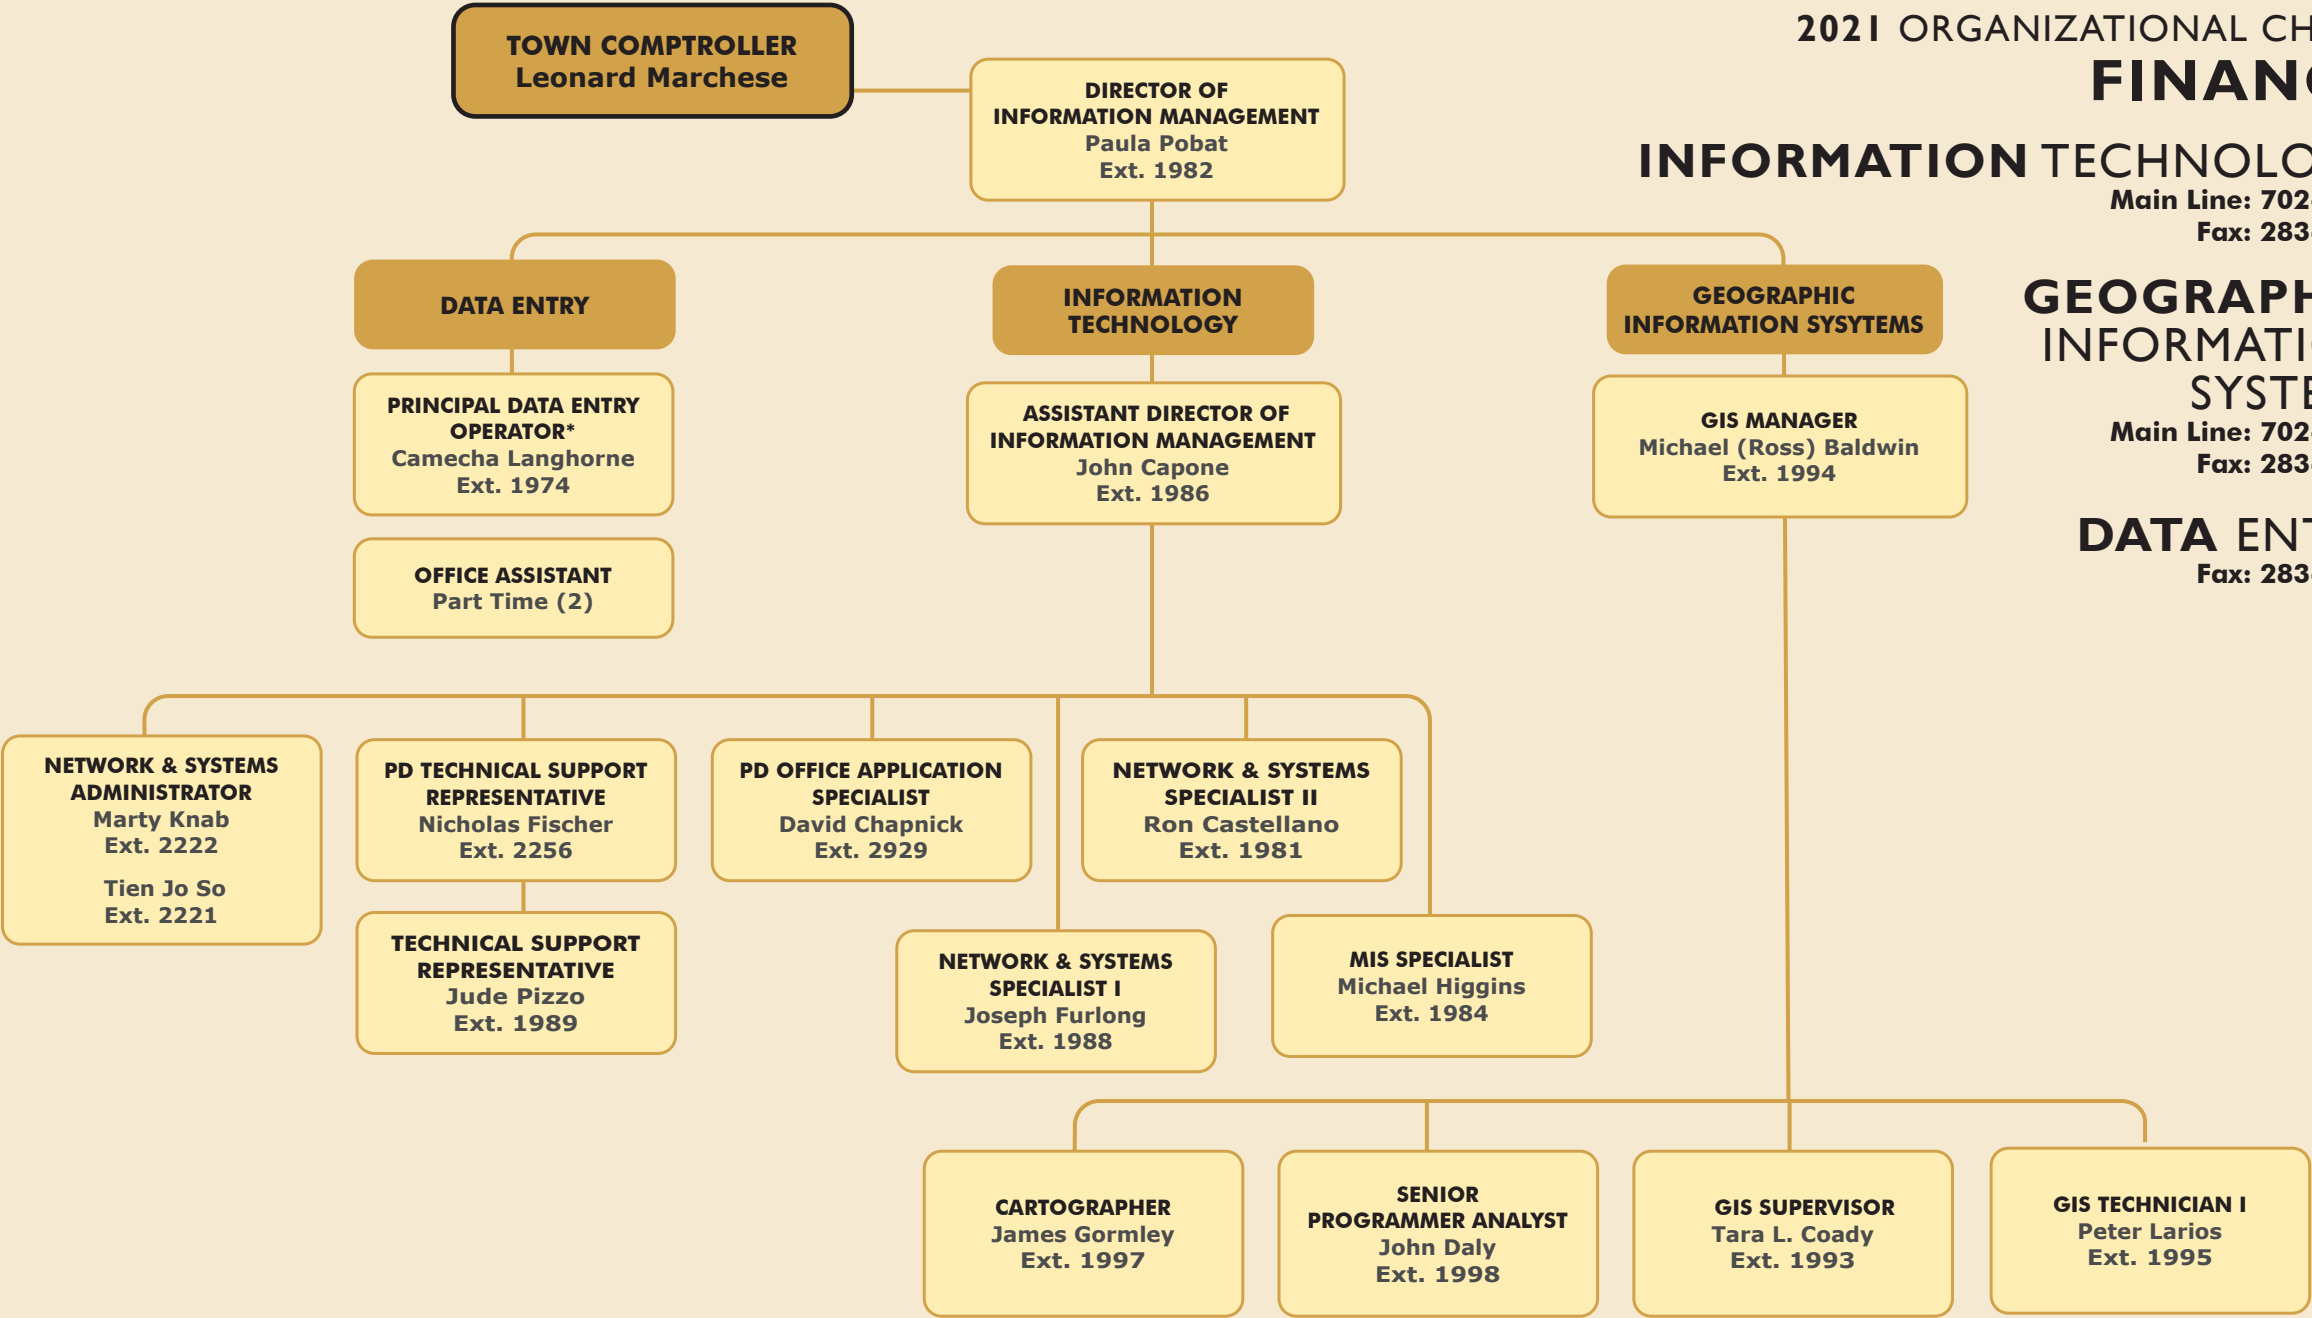 TOWN COMPTROLLER
Leonard Marchese
DIRECTOR OF
INFORMATION MANAGEMENT
Paula Pobat
Ext. 1982
2021 ORGANIZATIONAL CH
FINANC
INFORMATION TECHNOLO
Main Line: 702-
Fax: 283-
GEOGRAPH
INFORMATIO
SYSTE
Main Line: 702-
Fax: 283-
DATA ENT
Fax: 283-
DATA ENTRY
INFORMATION
TECHNOLOGY
GEOGRAPHIC
INFORMATION SYSYTEMS
PRINCIPAL DATA ENTRY
OPERATOR*
Camecha Langhorne
Ext. 1974
ASSISTANT DIRECTOR OF
INFORMATION MANAGEMENT
John Capone
Ext. 1986
GIS MANAGER
Michael (Ross) Baldwin
Ext. 1994
OFFICE ASSISTANT
Part Time (2)
NETWORK & SYSTEMS
ADMINISTRATOR
Marty Knab
Ext. 2222
Tien Jo So
Ext. 2221
PD TECHNICAL SUPPORT
REPRESENTATIVE
Nicholas Fischer
Ext. 2256
PD OFFICE APPLICATION
SPECIALIST
David Chapnick
Ext. 2929
NETWORK & SYSTEMS
SPECIALIST II
Ron Castellano
Ext. 1981
TECHNICAL SUPPORT
REPRESENTATIVE
Jude Pizzo
Ext. 1989
NETWORK & SYSTEMS
SPECIALIST I
Joseph Furlong
Ext. 1988
MIS SPECIALIST
Michael Higgins
Ext. 1984
CARTOGRAPHER
James Gormley
Ext. 1997
SENIOR
PROGRAMMER ANALYST
John Daly
Ext. 1998
GIS SUPERVISOR
Tara L. Coady
Ext. 1993
GIS TECHNICIAN I
Peter Larios
Ext. 1995